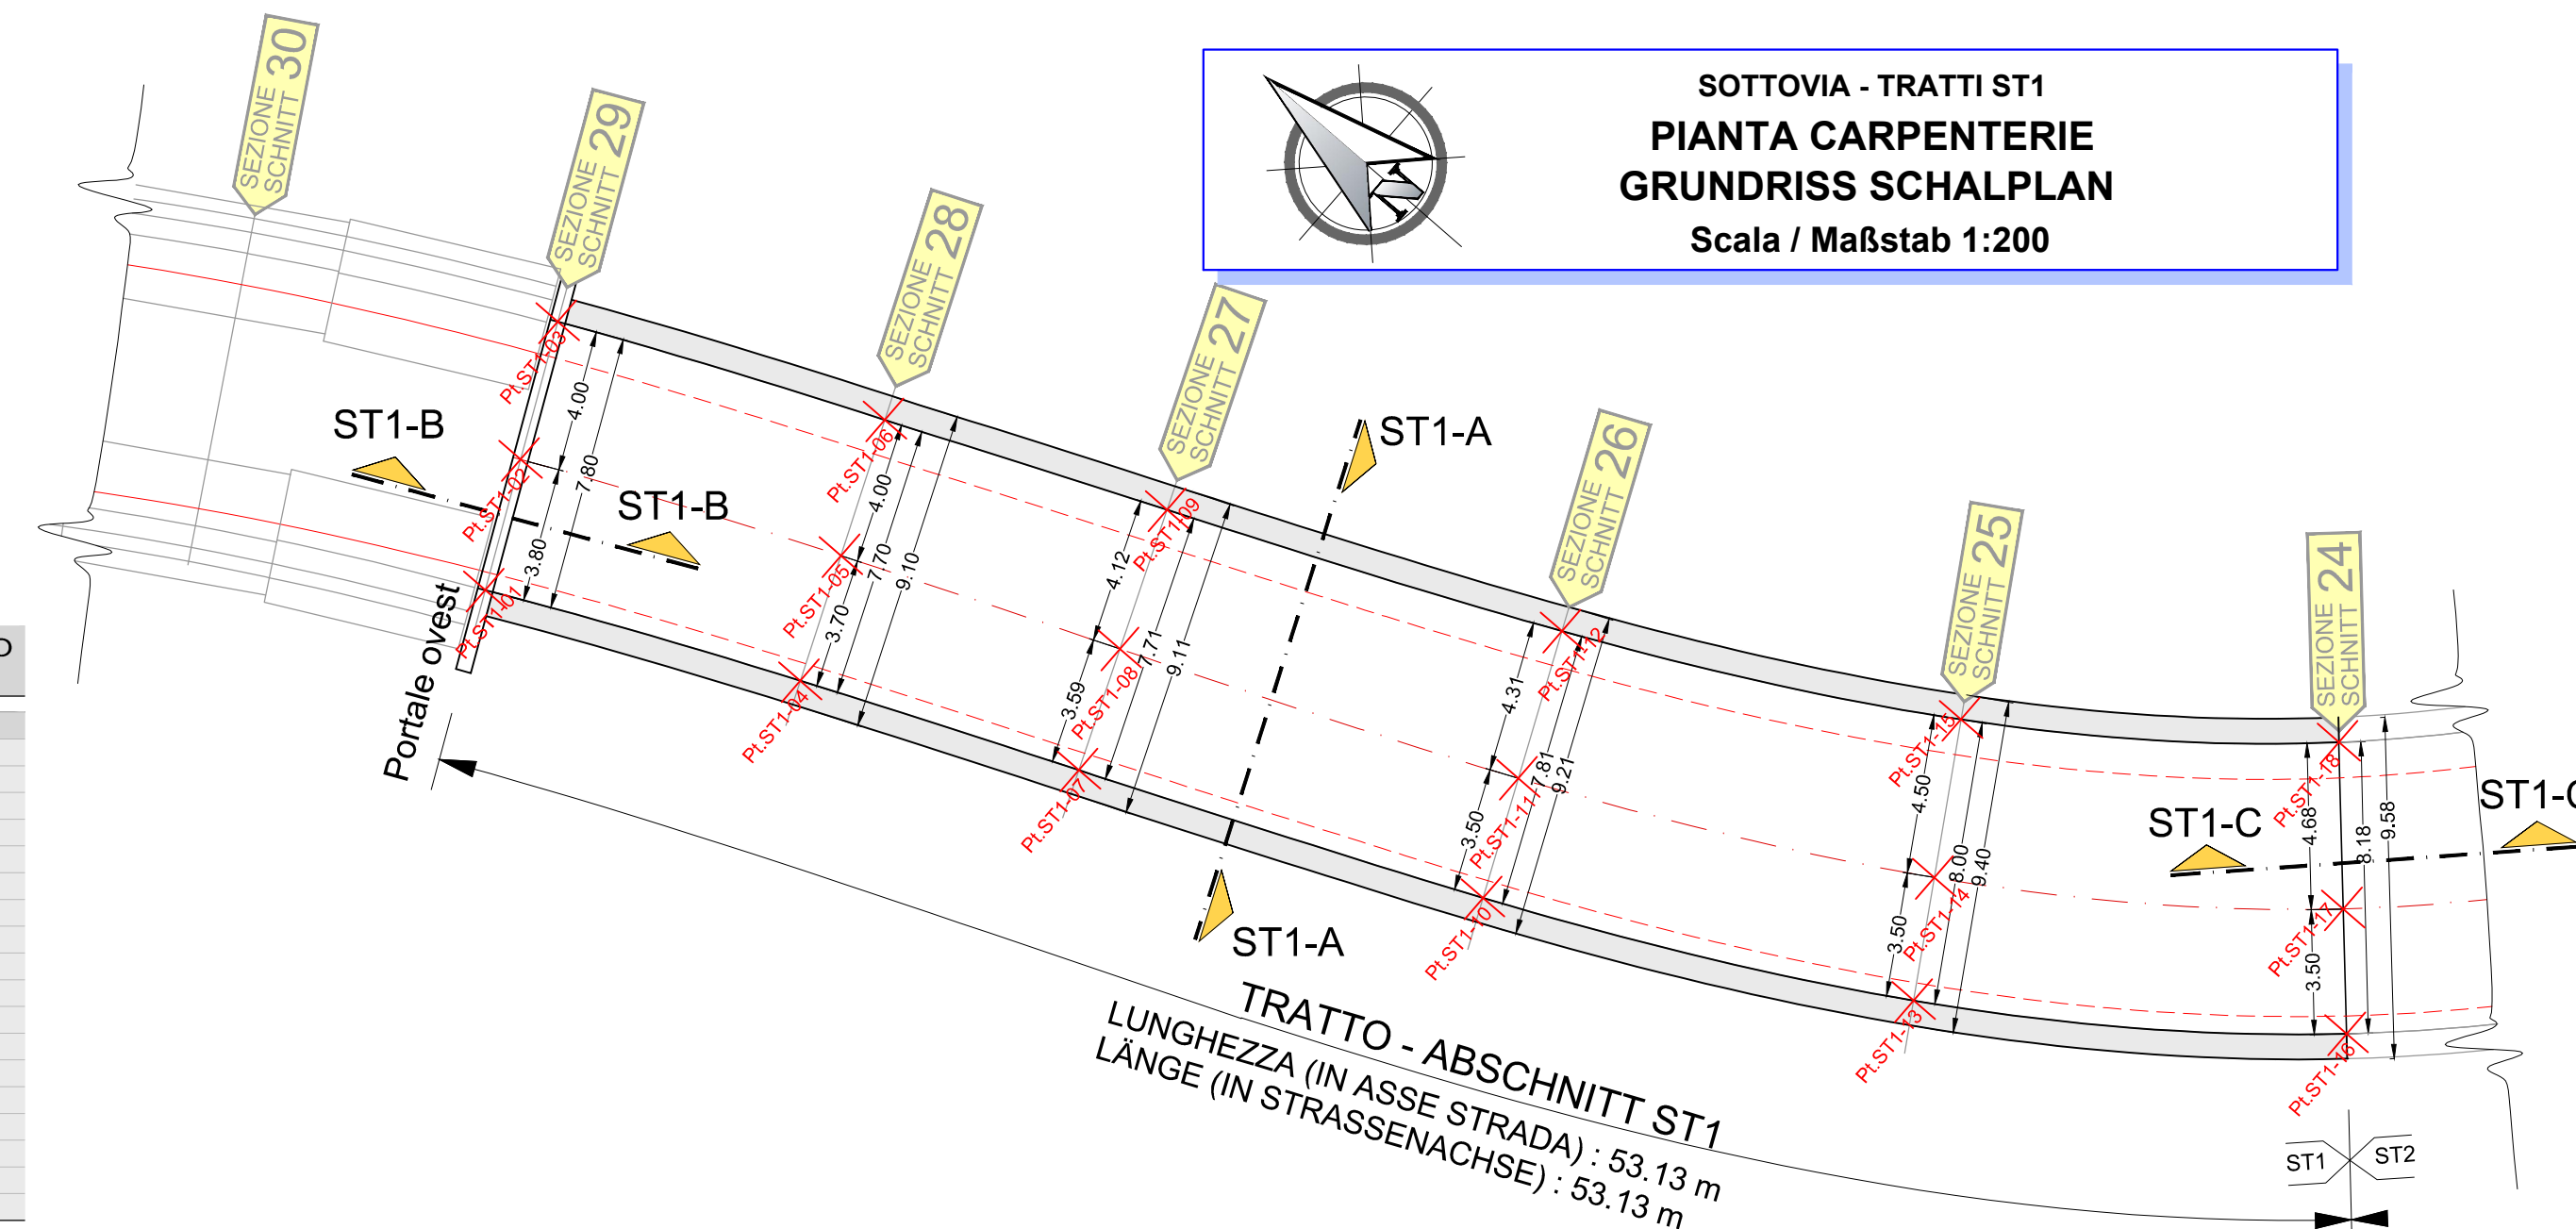 SOTTOVIA - TRATTI ST1
PIANTA CARPENTERIE
GRUNDRISS SCHALPLAN
Scala / Maßstab 1:200
N
SEZIONE
SCHNITT 30
SEZIONE
SCHNITT 29
SEZIONE
SCHNITT 28
SEZIONE
SCHNITT 27
SEZIONE
SCHNITT 26
SEZIONE
SCHNITT 25
SEZIONE
SCHNITT 24
ST1-B
ST1-B
ST1-A
ST1-A
ST1-C
ST1-C
Portale ovest
Pt.ST1-03
Pt.ST1-02
Pt.ST1-01
4.00
3.80
7.80
Pt.ST1-06
Pt.ST1-05
Pt.ST1-04
4.00
3.70
7.70
9.10
Pt.ST1-09
Pt.ST1-08
Pt.ST1-07
4.12
3.59
7.71
9.11
Pt.ST1-12
Pt.ST1-11
Pt.ST1-10
4.31
3.50
7.81
9.21
Pt.ST1-15
Pt.ST1-14
Pt.ST1-13
4.50
3.50
8.00
9.40
Pt.ST1-18
Pt.ST1-17
Pt.ST1-16
4.68
3.50
8.18
9.58
TRATTO - ABSCHNITT ST1
LUNGHEZZA (IN ASSE STRADA) : 53.13 m
LÄNGE (IN STRASSENACHSE) : 53.13 m
ST1
ST2